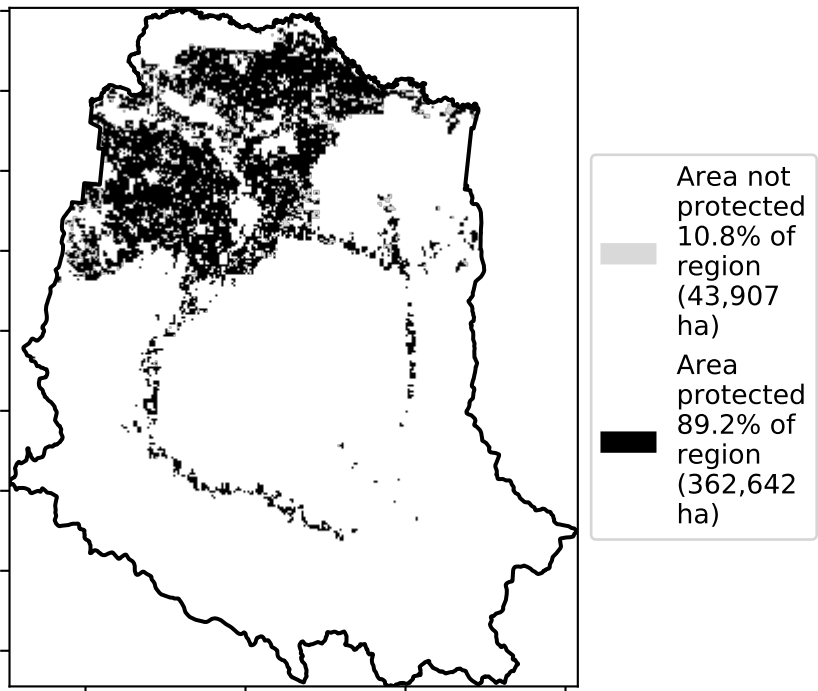 Area not
protected
10.8% of
region
(43,907
ha)
Area
protected
89.2% of
region
(362,642
ha)